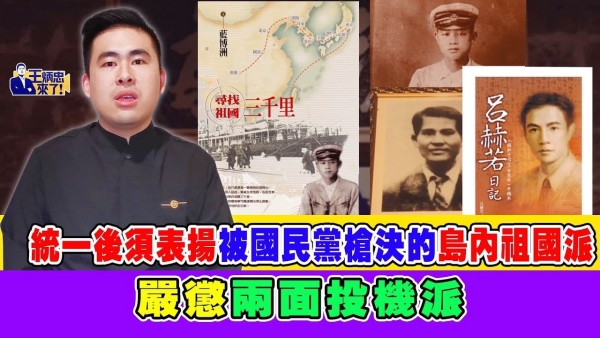 王炳忠
來了!
藍博洲
尋找
祖國
三千里
呂赫若
日記
統一後須表揚被國民黨槍決的島內祖國派
嚴懲兩面投機派